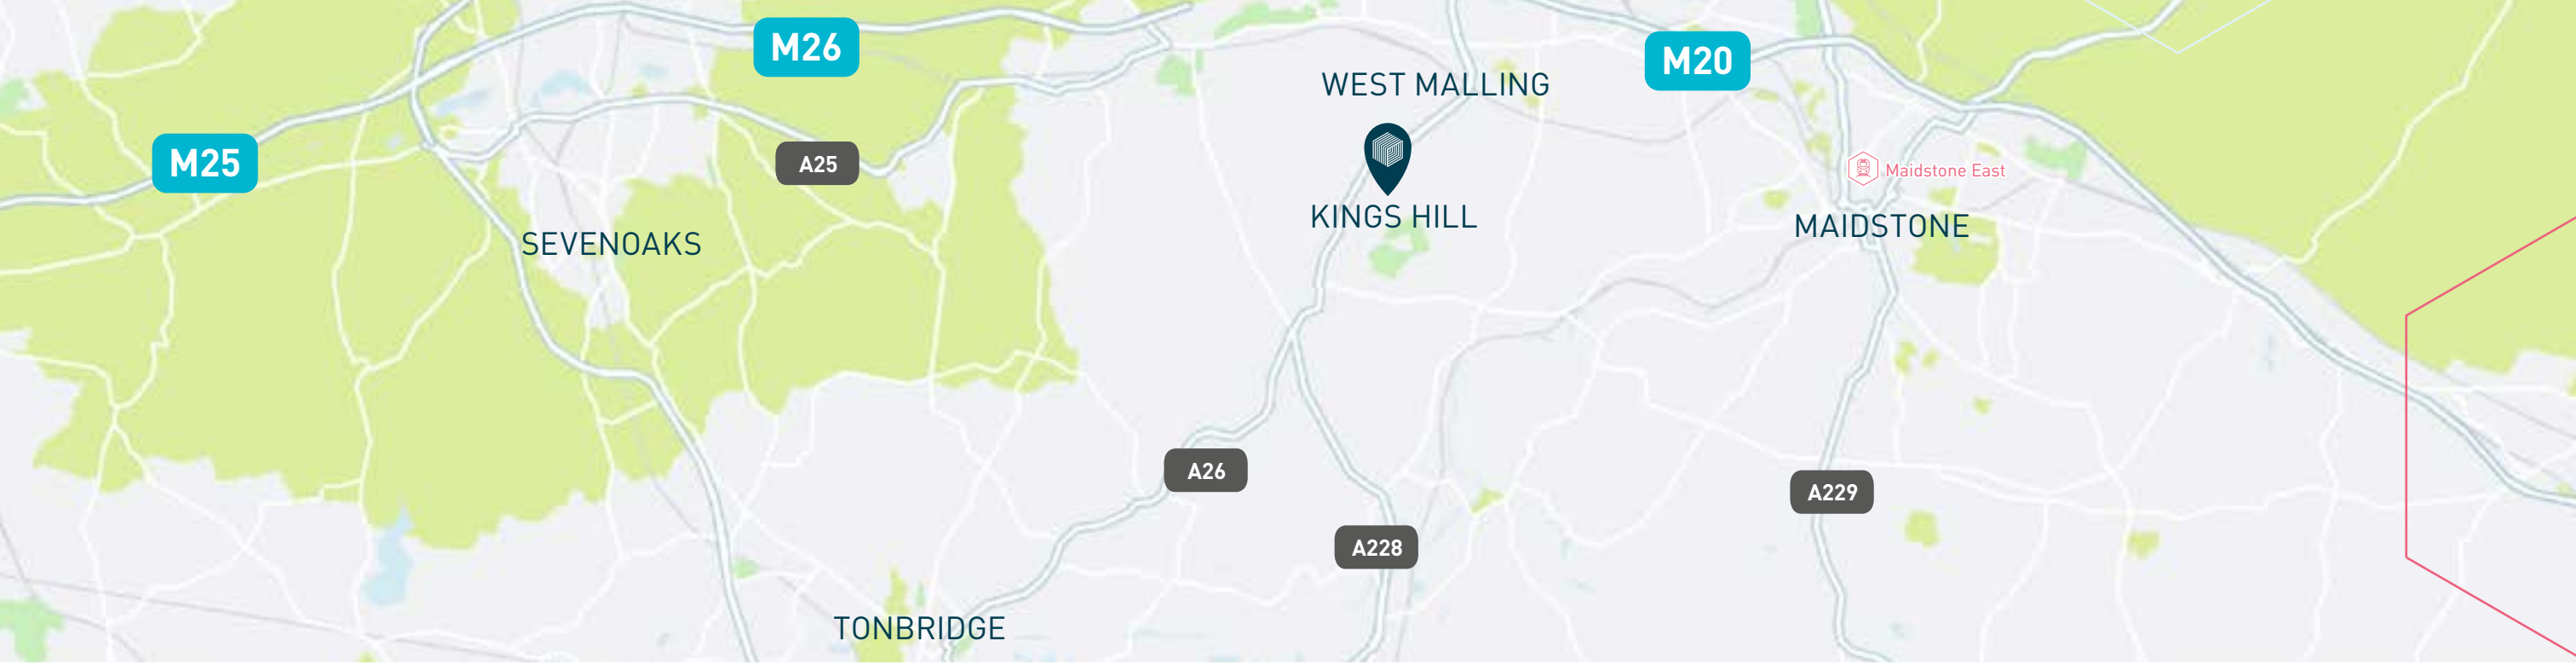 M26
M20
WEST MALLING
M25
A25
Maidstone East
KINGS HILL
MAIDSTONE
SEVENOAKS
A26
A229
A228
TONBRIDGE